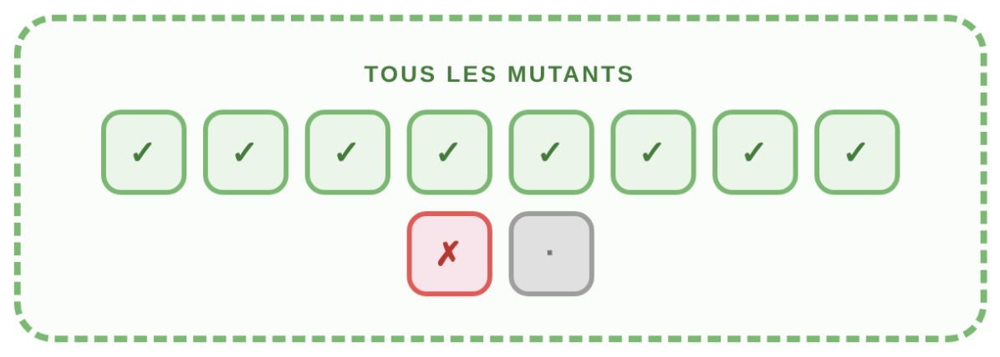 TOUS LES MUTANTS
✓ ✓ ✓ ✓ ✓ ✓ ✓ ✓
✗ ·